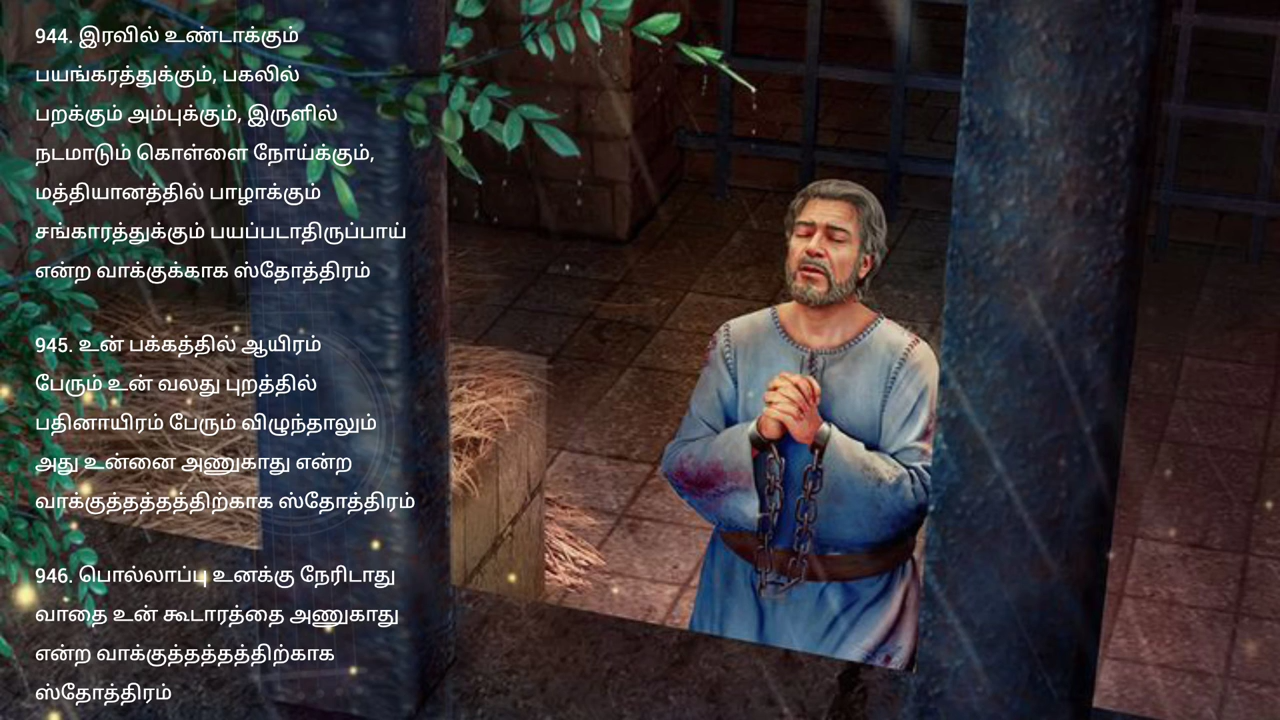 944. இரவில் உண்டாக்கும்
பயங்கரத்துக்கும், பகலில்
பறக்கும் அம்புக்கும், இருளில்
நடமாடும் கொள்ளை நோய்க்கும்,
மத்தியானத்தில் பாழாக்கும்
சங்காரத்துக்கும் பயப்படாதிருப்பாய்
என்ற வாக்குக்காக ஸ்தோத்திரம்
945. உன் பக்கத்தில் ஆயிரம்
பேரும் உன் வலது புறத்தில்
பதினாயிரம் பேரும் விழுந்தாலும்
அது உன்னை அணுகாது என்ற
வாக்குத்தத்தத்திற்காக ஸ்தோத்திரம்
946. பொல்லாப்பு உனக்கு நேரிடாது
வாதை உன் கூடாரத்தை அணுகாது
என்ற வாக்குத்தத்தத்திற்காக
ஸ்தோத்திரம்